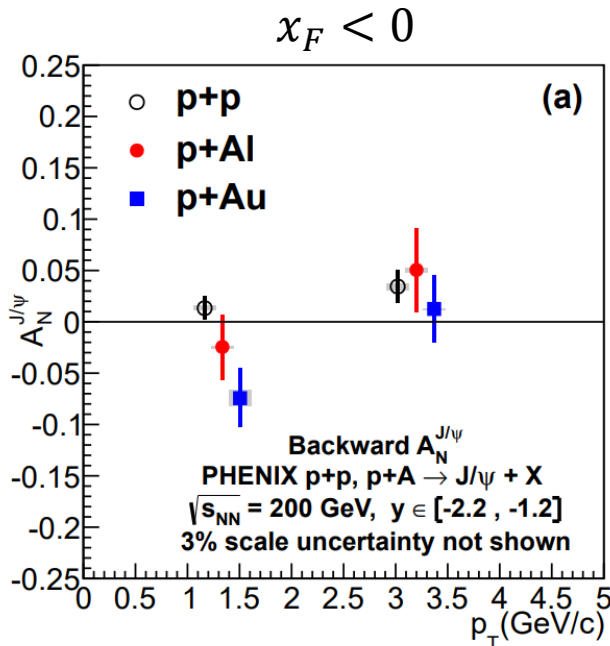 x_F < 0
0.25
0.2
0.15
0.1
0.05
0
-0.05
-0.1
-0.15
-0.2
-0.25
A_N^{J/ψ}
p+p
p+Al
p+Au
(a)
Backward A_N^{J/ψ}
PHENIX p+p, p+A → J/ψ + X
√s_NN = 200 GeV, y ∈ [-2.2 , -1.2]
3% scale uncertainty not shown
0 0.5 1 1.5 2 2.5 3 3.5 4 4.5 5
p_T(GeV/c)